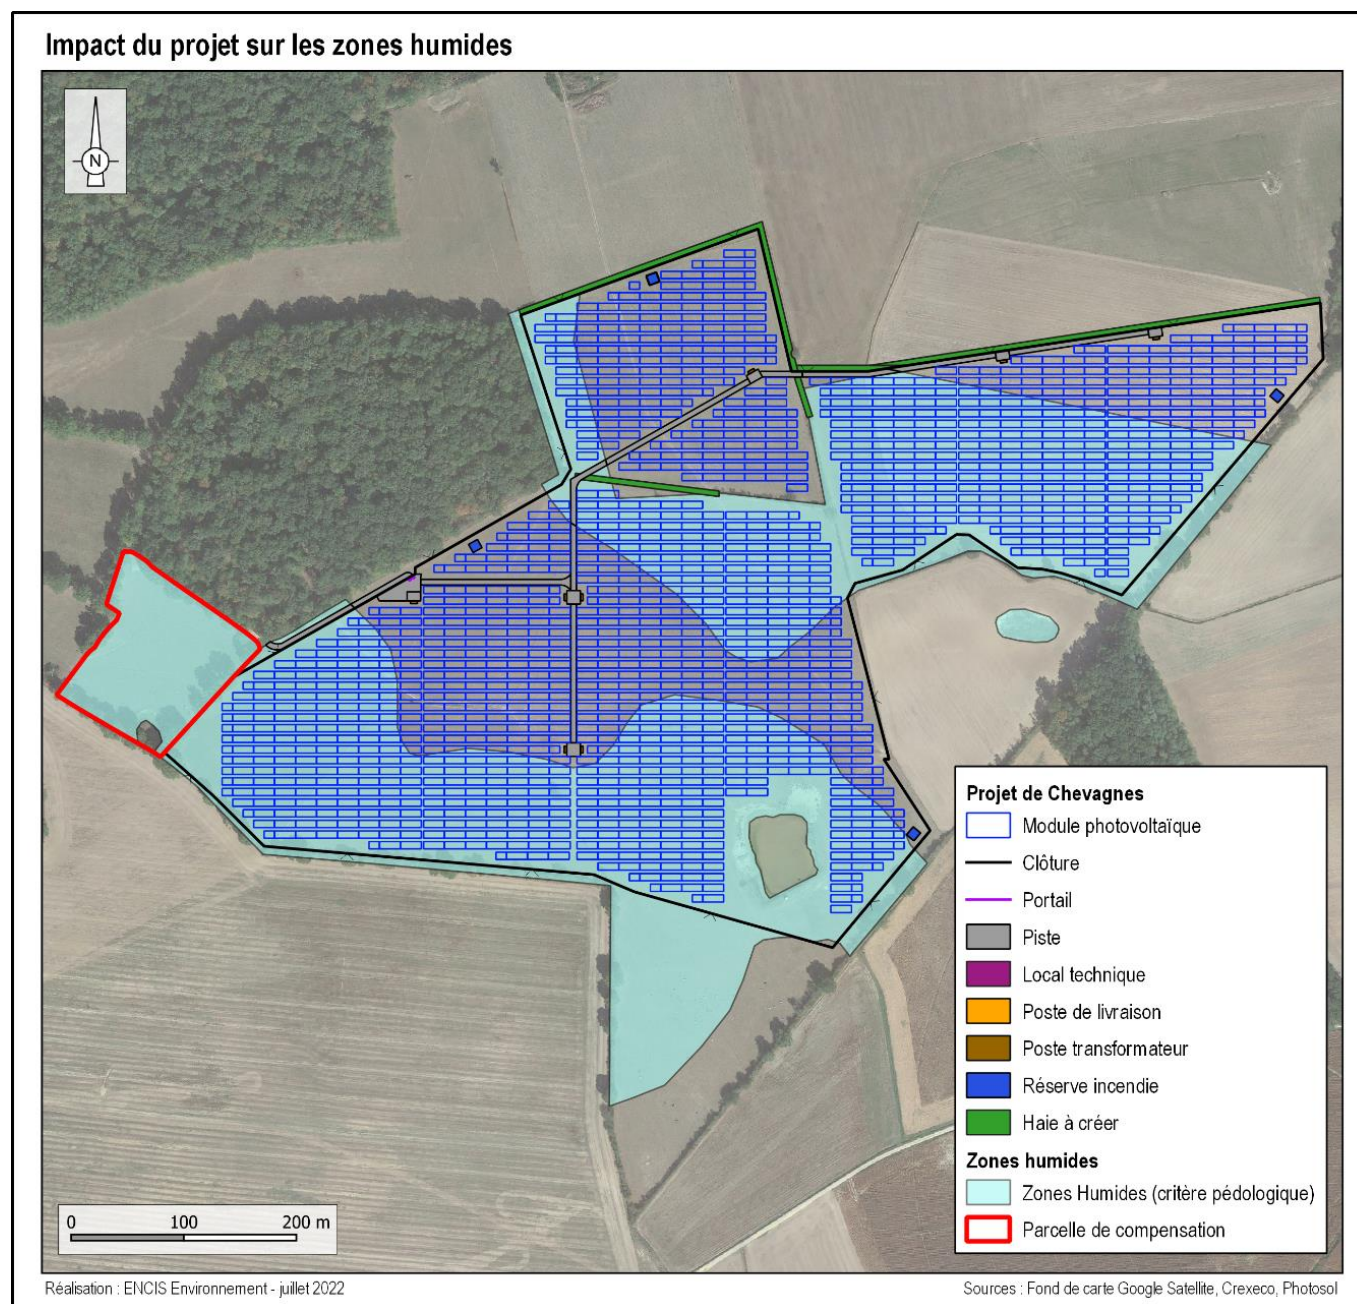 Impact du projet sur les zones humides
N
Projet de Chevagnes
Module photovoltaïque
Clôture
Portail
Piste
Local technique
Poste de livraison
Poste transformateur
Réserve incendie
Haie à créer
Zones humides
Zones Humides (critère pédologique)
Parcelle de compensation
0 100 200 m
Réalisation : ENCIS Environnement - juillet 2022
Sources : Fond de carte Google Satellite, Crexeco, Photosol